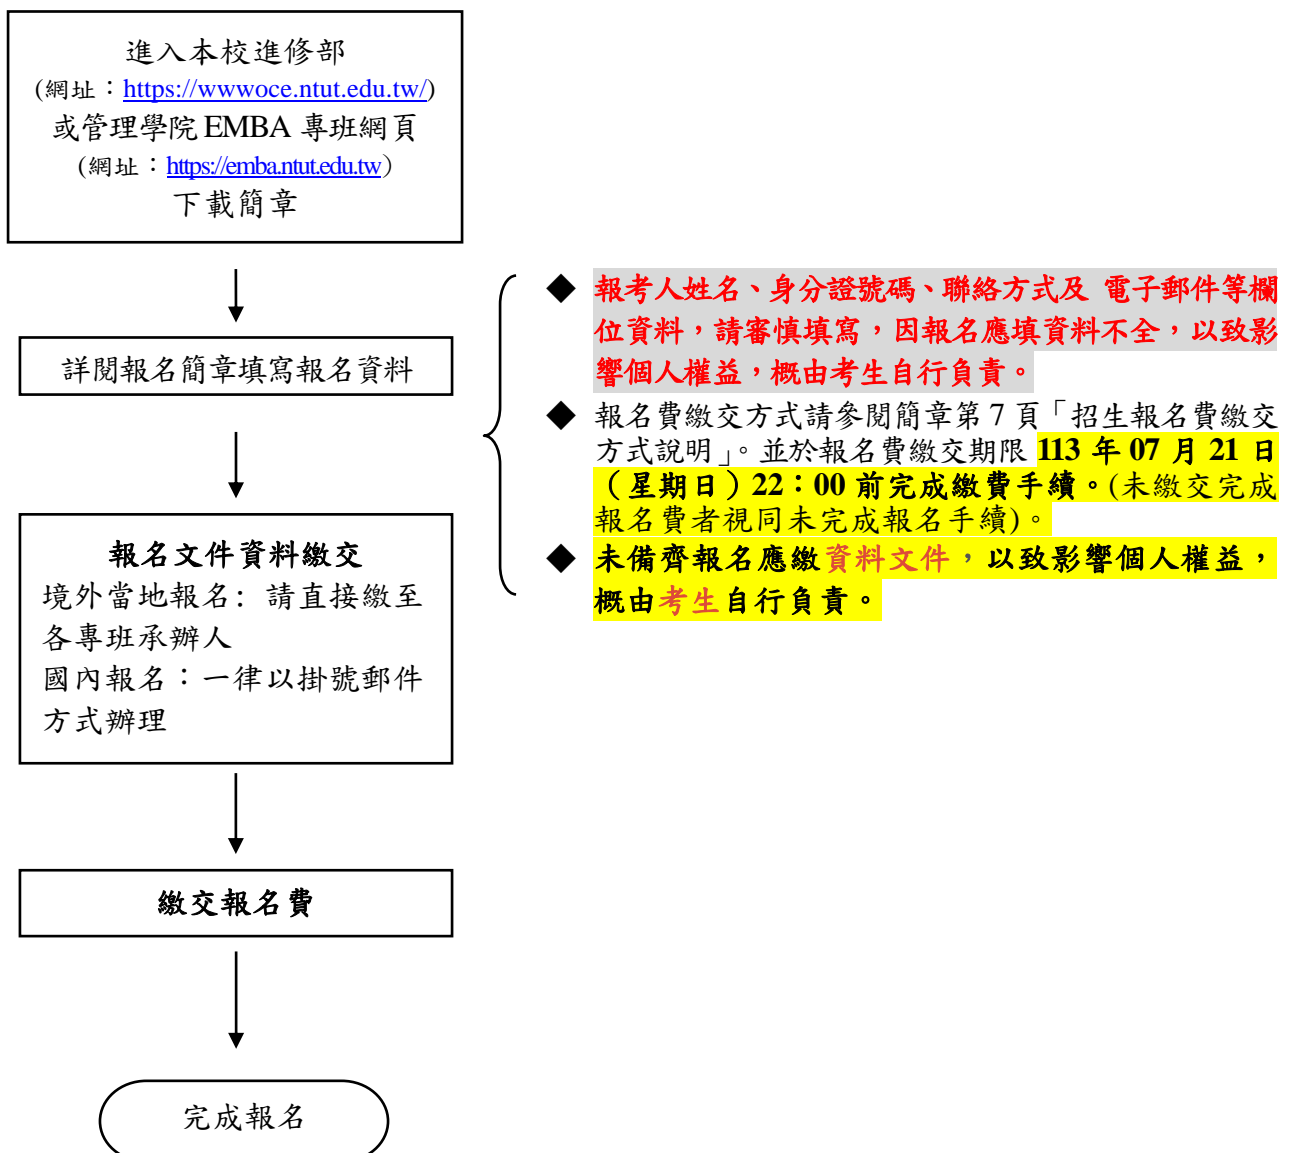 進入本校進修部
(網址：https://wwwoce.ntut.edu.tw/)
或管理學院 EMBA 專班網頁
(網址：https://emba.ntut.edu.tw)
下載簡章
詳閱報名簡章填寫報名資料
報名文件資料繳交
境外當地報名: 請直接繳至
各專班承辦人
國內報名：一律以掛號郵件
方式辦理
繳交報名費
完成報名
◆ 報考人姓名、身分證號碼、聯絡方式及 電子郵件等欄
位資料，請審慎填寫，因報名應填資料不全，以致影
響個人權益，概由考生自行負責。
◆ 報名費繳交方式請參閱簡章第 7 頁「招生報名費繳交
方式說明」。並於報名費繳交期限 113 年 07 月 21 日
（星期日）22：00 前完成繳費手續。(未繳交完成
報名費者視同未完成報名手續)。
◆ 未備齊報名應繳資料文件，以致影響個人權益，
概由考生自行負責。